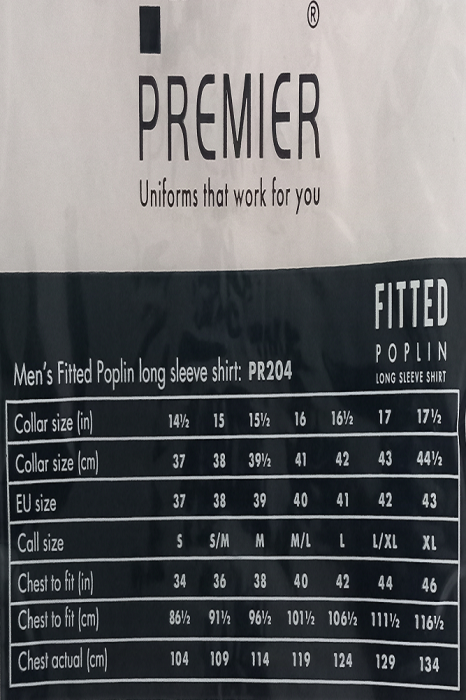 ®
PREMIER
Uniforms that work for you
FITTED
POPLIN
LONG SLEEVE SHIRT
Men's Fitted Poplin long sleeve shirt: PR204
Collar size (in) 14½ 15 15½ 16 16½ 17 17½
Collar size (cm) 37 38 39½ 41 42 43 44½
EU size 37 38 39 40 41 42 43
Call size S S/M M M/L L L/XL XL
Chest to fit (in) 34 36 38 40 42 44 46
Chest to fit (cm) 86½ 91½ 96½ 101½ 106½ 111½ 116½
Chest actual (cm) 104 109 114 119 124 129 134